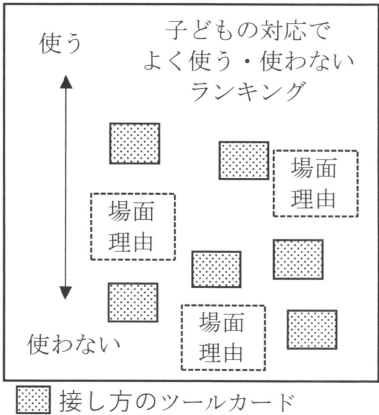 使う
子どもの対応で
よく使う・使わない
ランキング
場面
理由
場面
理由
場面
理由
使わない
接し方のツールカード